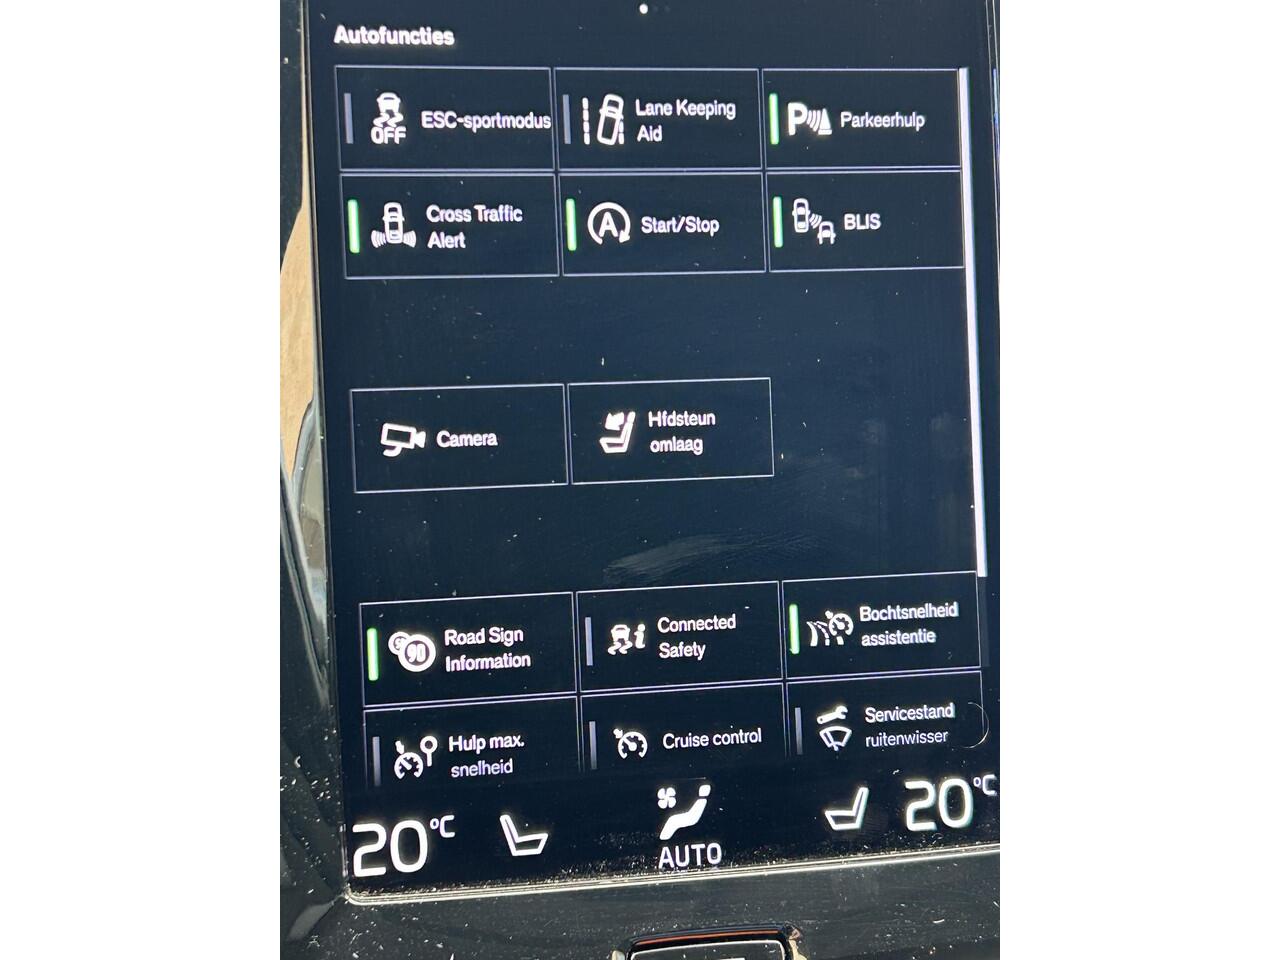 Autofuncties
OFF ESC-sportmodus
Lane Keeping
Aid
P Parkeerhulp
Cross Traffic
Alert
A Start/Stop
BLIS
Camera
Hfdsteun
omlaag
90 Road Sign
Information
Connected
Safety
Bochtsnelheid
assistentie
Hulp max.
snelheid
Cruise control
Servicestand
ruitenwisser
20°C
AUTO
20°C